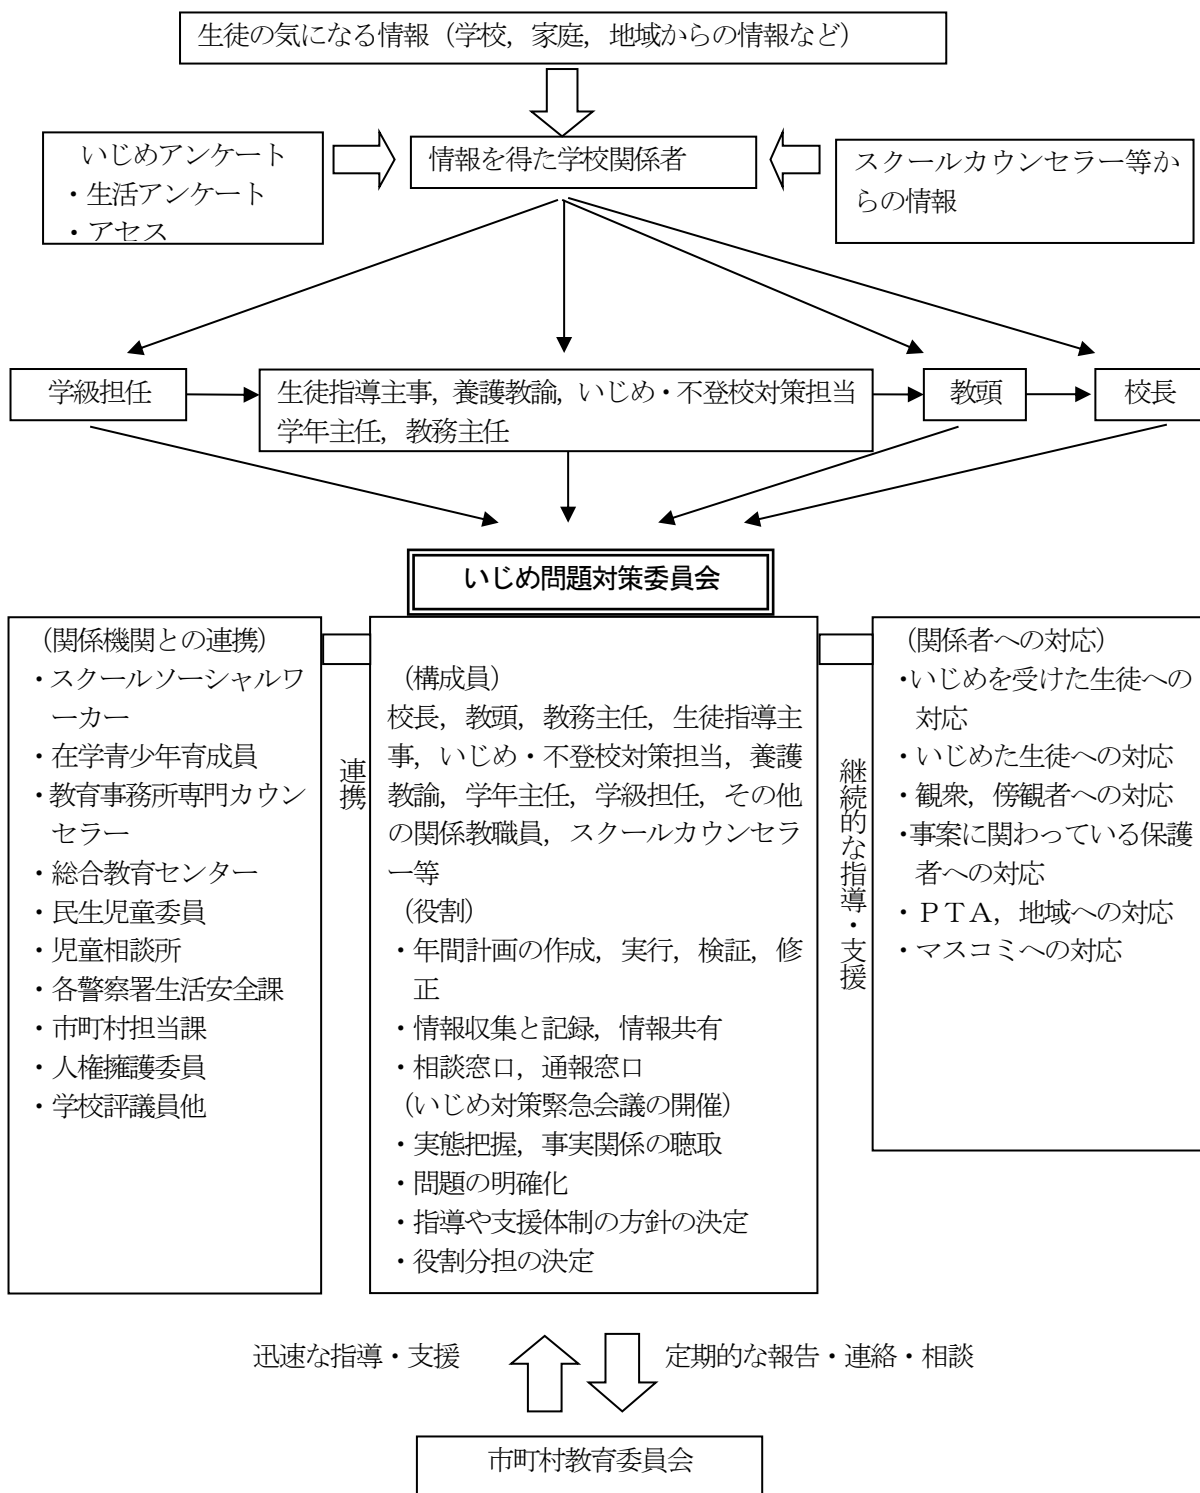 生徒の気になる情報（学校，家庭，地域からの情報など）
いじめアンケート
・生活アンケート
・アセス
情報を得た学校関係者
スクールカウンセラー等か
らの情報
学級担任
生徒指導主事，養護教諭，いじめ・不登校対策担当
学年主任，教務主任
教頭
校長
いじめ問題対策委員会
（関係機関との連携）
・スクールソーシャルワ
ーカー
・在学青少年育成員
・教育事務所専門カウン
セラー
・総合教育センター
・民生児童委員
・児童相談所
・各警察署生活安全課
・市町村担当課
・人権擁護委員
・学校評議員他
連携
（構成員）
校長，教頭，教務主任，生徒指導主
事，いじめ・不登校対策担当，養護
教諭，学年主任，学級担任，その他
の関係教職員，スクールカウンセラ
ー等
（役割）
・年間計画の作成，実行，検証，修
正
・情報収集と記録，情報共有
・相談窓口，通報窓口
（いじめ対策緊急会議の開催）
・実態把握，事実関係の聴取
・問題の明確化
・指導や支援体制の方針の決定
・役割分担の決定
継続的な指導・支援
（関係者への対応）
・いじめを受けた生徒への
対応
・いじめた生徒への対応
・観衆，傍観者への対応
・事案に関わっている保護
者への対応
・ＰＴＡ，地域への対応
・マスコミへの対応
迅速な指導・支援
定期的な報告・連絡・相談
市町村教育委員会